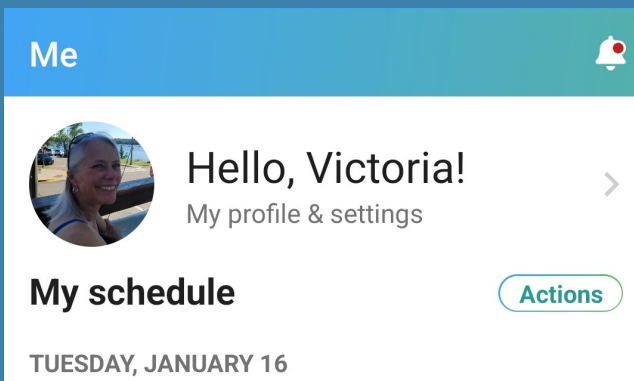 Me
Hello, Victoria!
My profile & settings
My schedule
Actions
TUESDAY, JANUARY 16